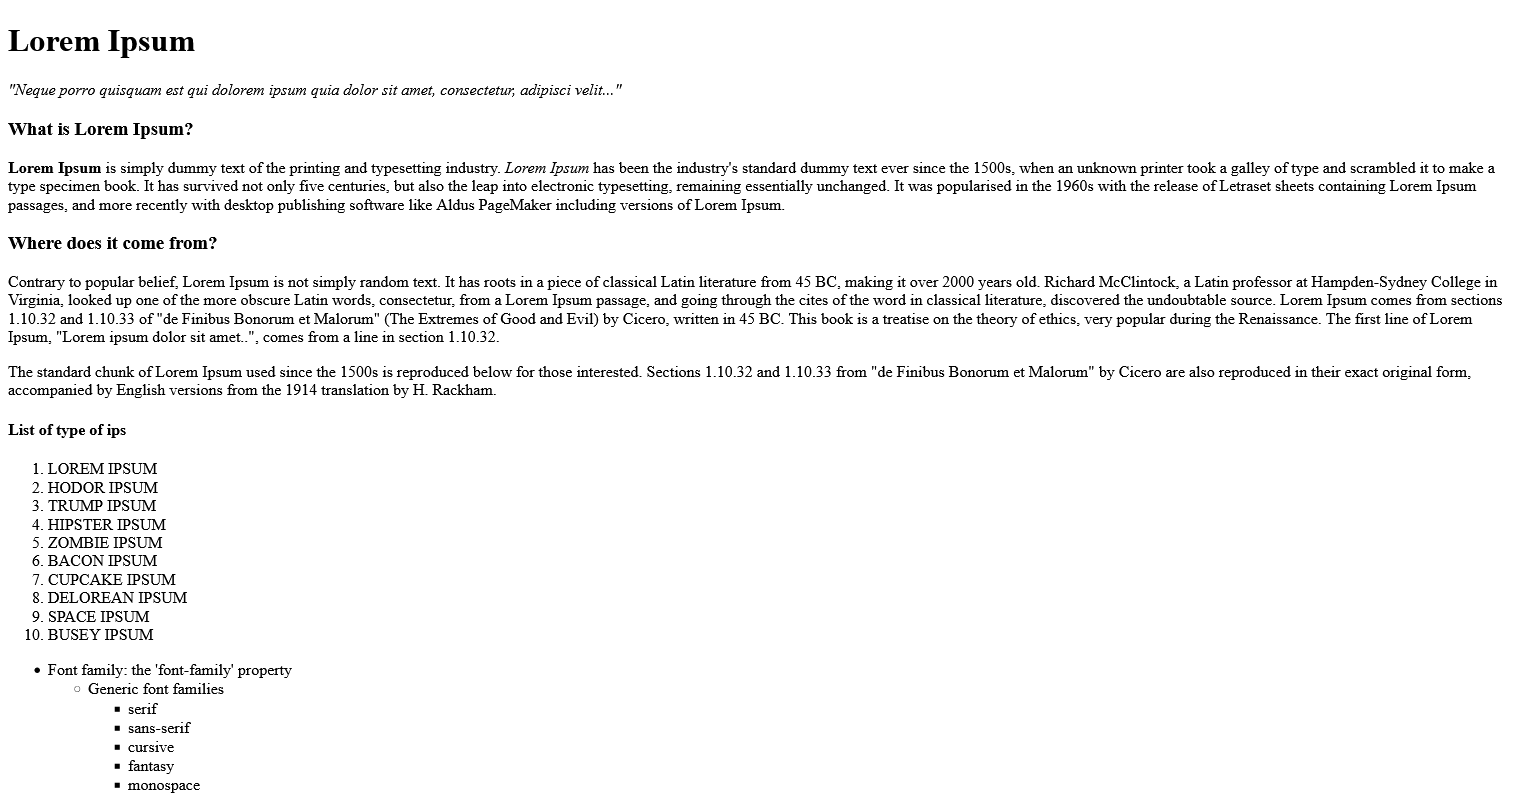 Lorem Ipsum
"Neque porro quisquam est qui dolorem ipsum quia dolor sit amet, consectetur, adipisci velit..."
What is Lorem Ipsum?
Lorem Ipsum is simply dummy text of the printing and typesetting industry. Lorem Ipsum has been the industry's standard dummy text ever since the 1500s, when an unknown printer took a galley of type and scrambled it to make a
type specimen book. It has survived not only five centuries, but also the leap into electronic typesetting, remaining essentially unchanged. It was popularised in the 1960s with the release of Letraset sheets containing Lorem Ipsum
passages, and more recently with desktop publishing software like Aldus PageMaker including versions of Lorem Ipsum.
Where does it come from?
Contrary to popular belief, Lorem Ipsum is not simply random text. It has roots in a piece of classical Latin literature from 45 BC, making it over 2000 years old. Richard McClintock, a Latin professor at Hampden-Sydney College in
Virginia, looked up one of the more obscure Latin words, consectetur, from a Lorem Ipsum passage, and going through the cites of the word in classical literature, discovered the undoubtable source. Lorem Ipsum comes from sections
1.10.32 and 1.10.33 of "de Finibus Bonorum et Malorum" (The Extremes of Good and Evil) by Cicero, written in 45 BC. This book is a treatise on the theory of ethics, very popular during the Renaissance. The first line of Lorem
Ipsum, "Lorem ipsum dolor sit amet..", comes from a line in section 1.10.32.
The standard chunk of Lorem Ipsum used since the 1500s is reproduced below for those interested. Sections 1.10.32 and 1.10.33 from "de Finibus Bonorum et Malorum" by Cicero are also reproduced in their exact original form,
accompanied by English versions from the 1914 translation by H. Rackham.
List of type of ips
1. LOREM IPSUM
2. HODOR IPSUM
3. TRUMP IPSUM
4. HIPSTER IPSUM
5. ZOMBIE IPSUM
6. BACON IPSUM
7. CUPCAKE IPSUM
8. DELOREAN IPSUM
9. SPACE IPSUM
10. BUSEY IPSUM
• Font family: the 'font-family' property
○ Generic font families
▪ serif
▪ sans-serif
▪ cursive
▪ fantasy
▪ monospace